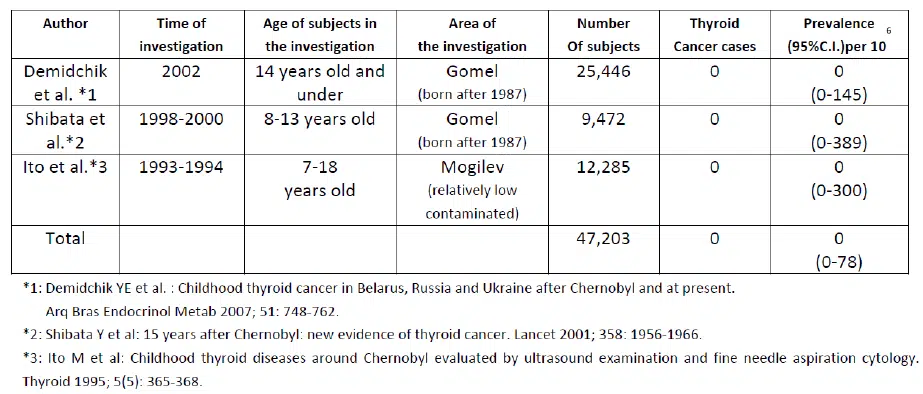 Author Time of investigation Age of subjects in the investigation Area of the investigation Number Of subjects Thyroid Cancer cases Prevalence (95%C.I.)per 10 6
Demidchik et al. *1 2002 14 years old and under Gomel (born after 1987) 25,446 0 0 (0-145)
Shibata et al.*2 1998-2000 8-13 years old Gomel (born after 1987) 9,472 0 0 (0-389)
Ito et al.*3 1993-1994 7-18 years old Mogilev (relatively low contaminated) 12,285 0 0 (0-300)
Total 47,203 0 0 (0-78)
*1: Demidchik YE et al. : Childhood thyroid cancer in Belarus, Russia and Ukraine after Chernobyl and at present.
Arq Bras Endocrinol Metab 2007; 51: 748-762.
*2: Shibata Y et al: 15 years after Chernobyl: new evidence of thyroid cancer. Lancet 2001; 358: 1956-1966.
*3: Ito M et al: Childhood thyroid diseases around Chernobyl evaluated by ultrasound examination and fine needle aspiration cytology.
Thyroid 1995; 5(5): 365-368.